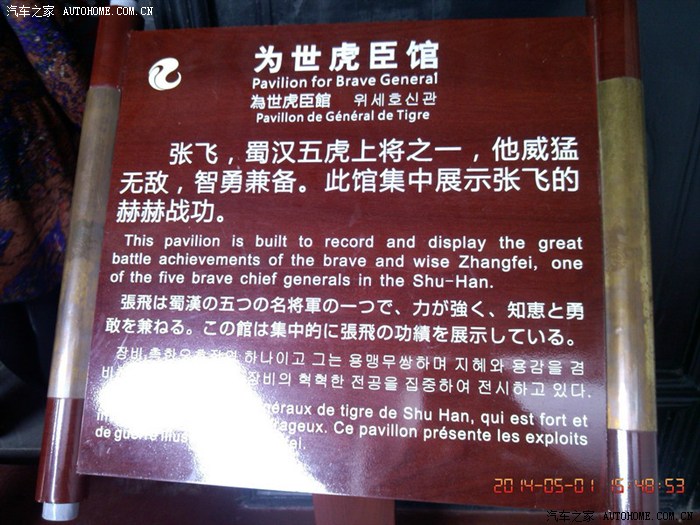 汽车之家 AUTOHOME.COM.CN
为世虎臣馆
Pavilion for Brave General
為世虎臣館 위세호신관
Pavillon de Général de Tigre
张飞，蜀汉五虎上将之一，他威猛
无敌，智勇兼备。此馆集中展示张飞的
赫赫战功。
This pavilion is built to record and display the great
battle achievements of the brave and wise Zhangfei, one
of the five brave chief generals in the Shu-Han.
張飛は蜀漢の五つの名将軍の一つで、力が強く、知恵と勇
敢を兼ねる。この館は集中的に張飛の功績を展示している。
장비,촉한오호 하나이고 그는 용맹무쌍하며 지혜와 용감을 겸
비 장비의 혁혁한 전공을 집중하여 전시하고 있다.
de tigre de Shu Han, qui est fort et
Ce pavillon présente les exploits
de guerre
2014-05-01 15:48:53
汽车之家 AUTOHOME.COM.CN